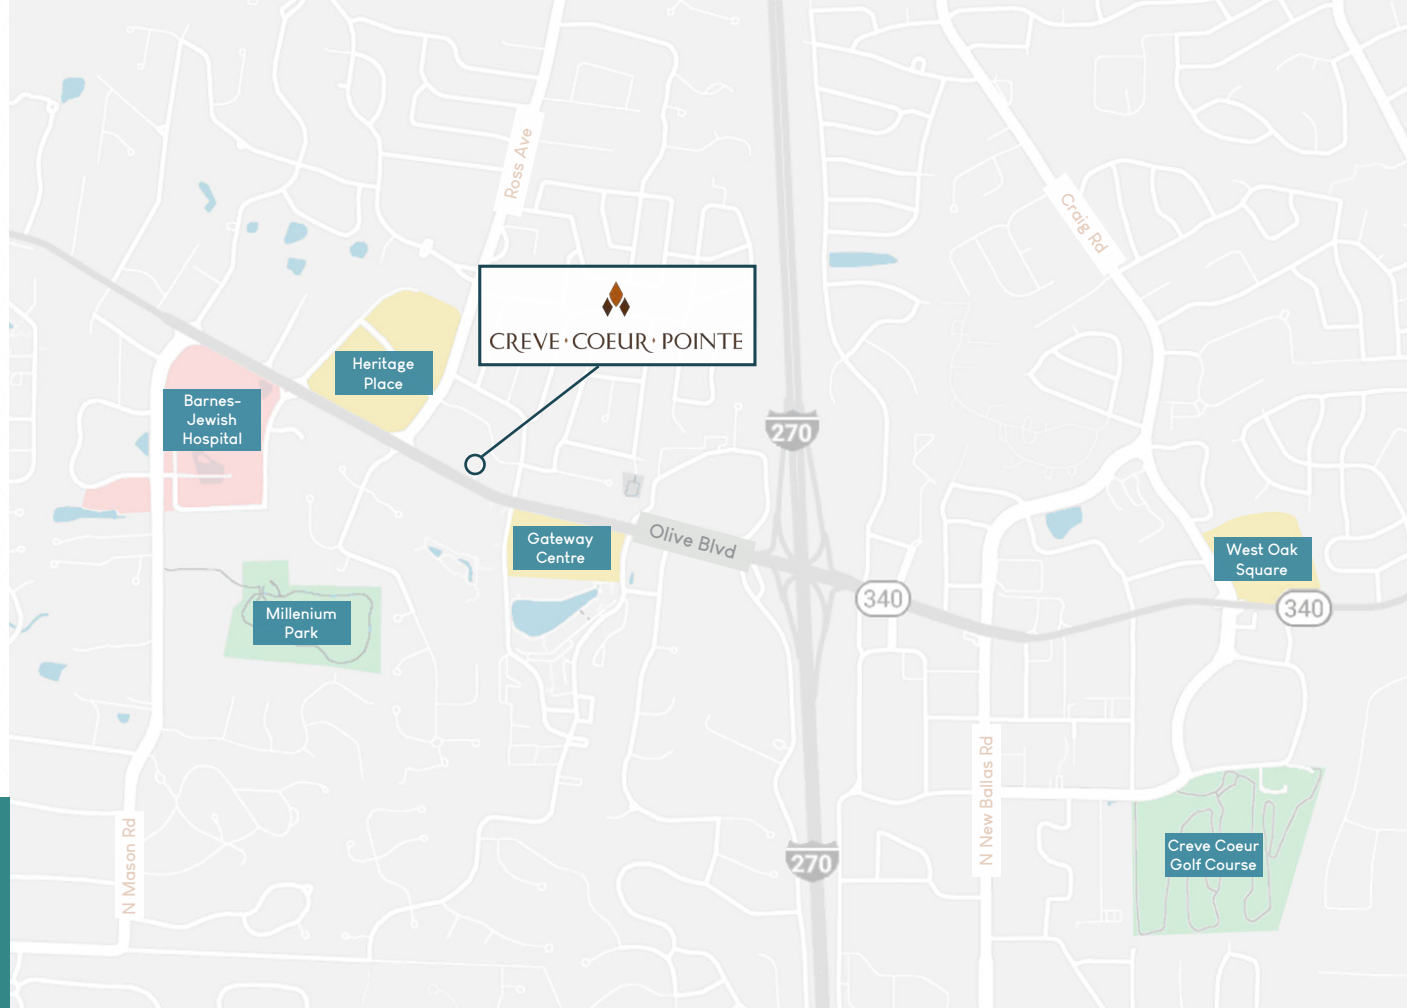 Ross Ave
Craig Rd
CREVE·COEUR·POINTE
Heritage
Place
Barnes-
Jewish
Hospital
270
Gateway
Centre
Olive Blvd
West Oak
Square
340
340
Millenium
Park
N New Ballas Rd
N Mason Rd
270
Creve Coeur
Golf Course